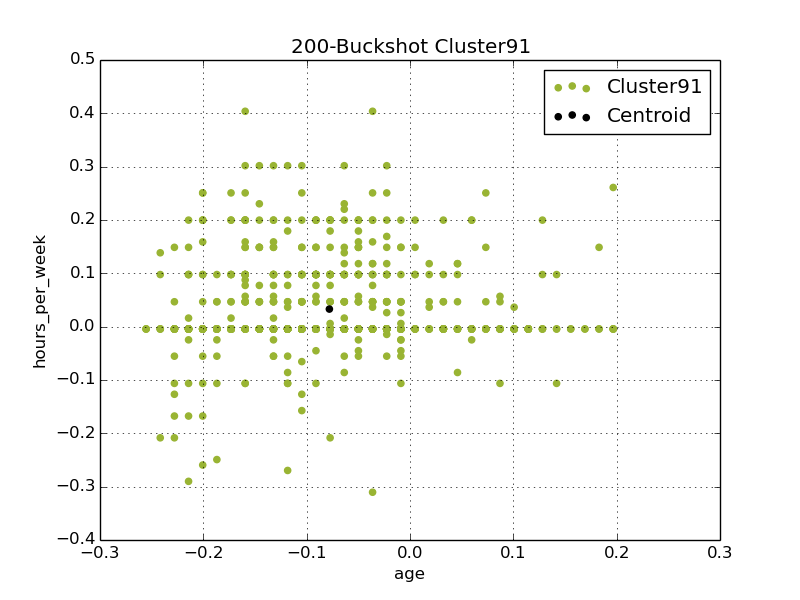 200-Buckshot Cluster91
0.5
0.4
0.3
0.2
0.1
0.0
−0.1
−0.2
−0.3
−0.4
hours_per_week
Cluster91
Centroid
−0.3 −0.2 −0.1 0.0 0.1 0.2 0.3
age